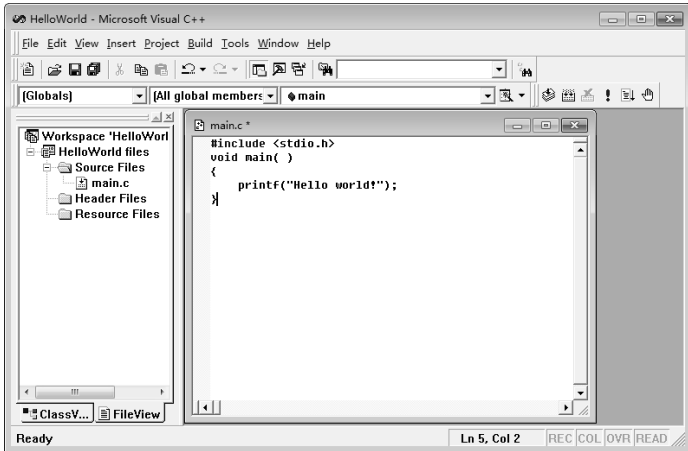 HelloWorld - Microsoft Visual C++
File Edit View Insert Project Build Tools Window Help
(Globals) (All global members main
Workspace 'HelloWorl
HelloWorld files
Source Files
main.c
Header Files
Resource Files
ClassV... FileView
main.c *
#include <stdio.h>
void main( )
{
printf("Hello world!");
}
Ready Ln 5, Col 2 REC COL OVR READ